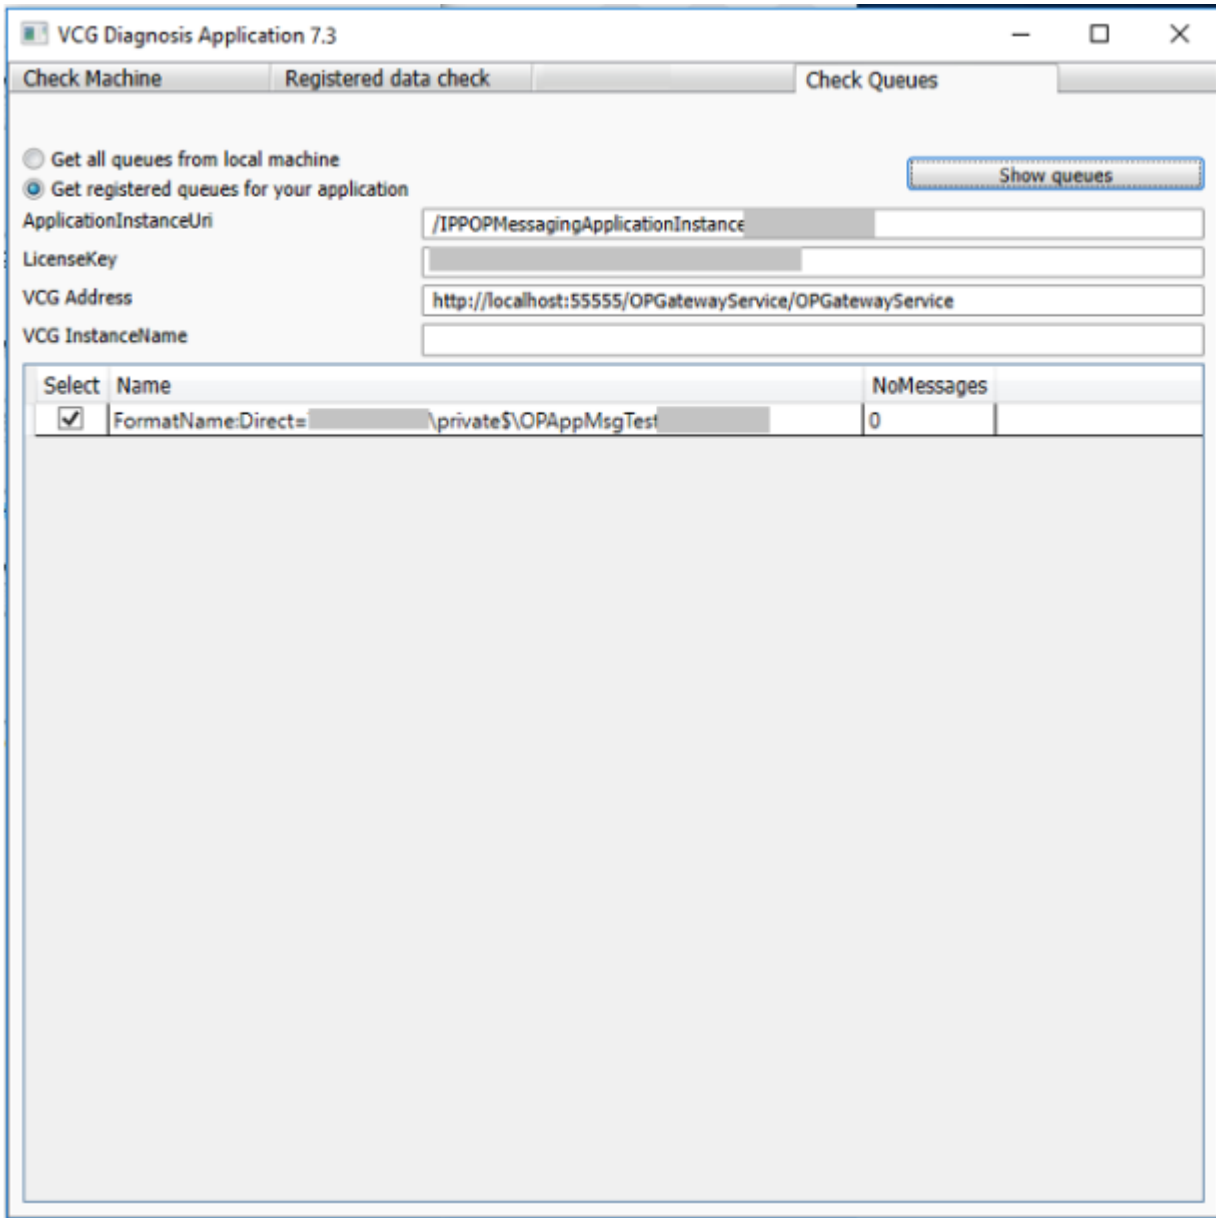 VCG Diagnosis Application 7.3
Check Machine Registered data check Check Queues
Get all queues from local machine
Get registered queues for your application
Show queues
ApplicationInstanceUri /IPPOPMessagingApplicationInstance
LicenseKey
VCG Address http://localhost:55555/OPGatewayService/OPGatewayService
VCG InstanceName
Select Name NoMessages
FormatName:Direct= \private$\OPAppMsgTest 0